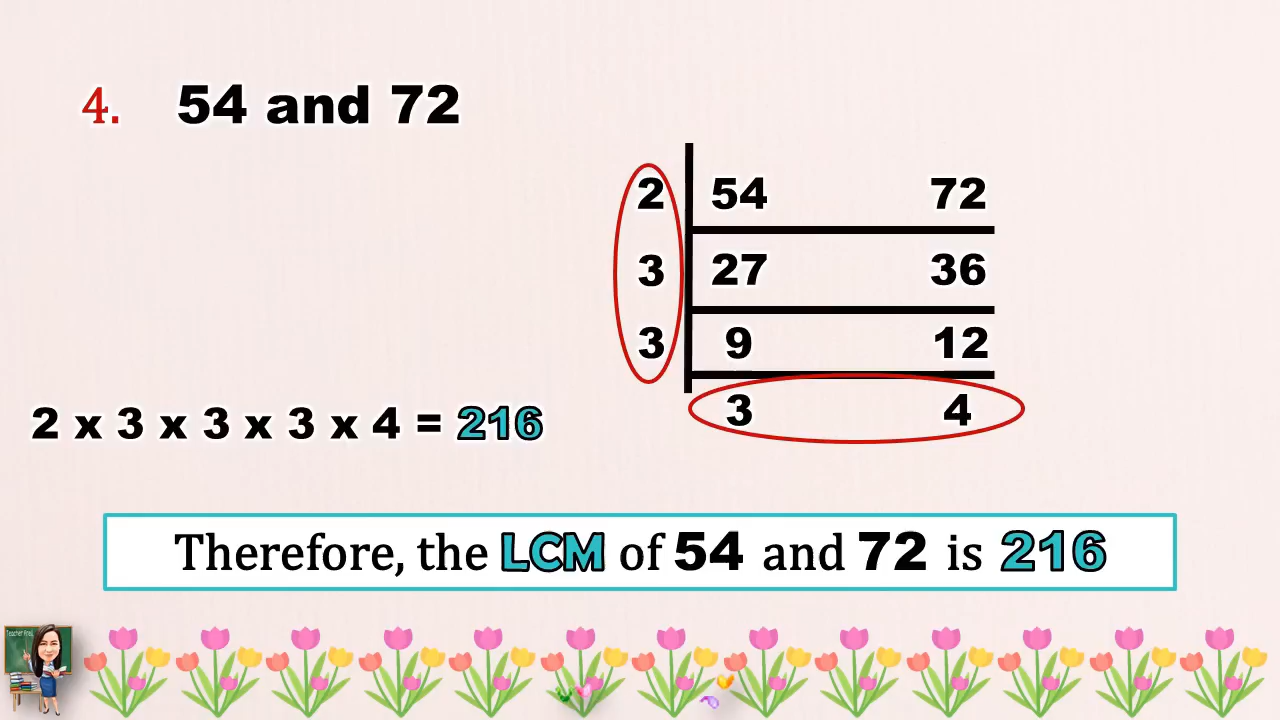 4. 54 and 72
2 54 72
3 27 36
3 9 12
3 4
2 x 3 x 3 x 3 x 4 = 216
Therefore, the LCM of 54 and 72 is 216